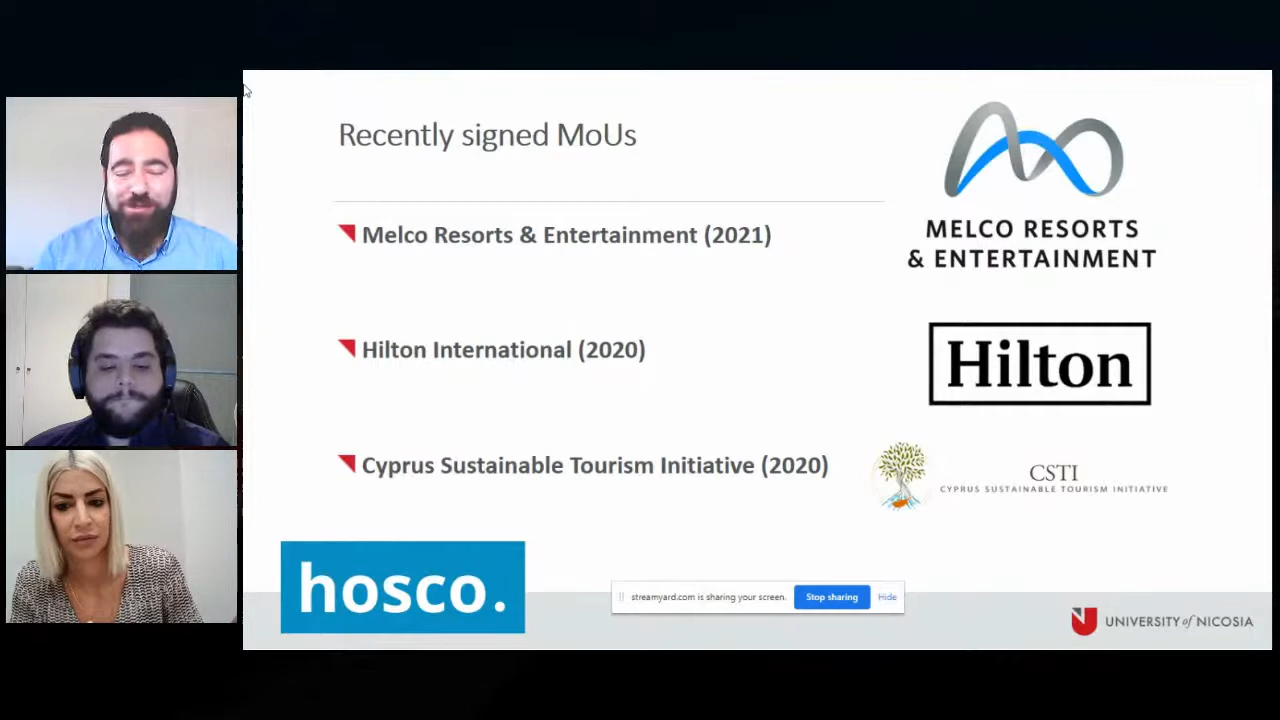 Recently signed MoUs
Melco Resorts & Entertainment (2021)
MELCO RESORTS
& ENTERTAINMENT
Hilton International (2020)
Hilton
Cyprus Sustainable Tourism Initiative (2020)
CSTI
CYPRUS SUSTAINABLE TOURISM INITIATIVE
hosco.
streamyard.com is sharing your screen.
Stop sharing
Hide
UNIVERSITY of NICOSIA